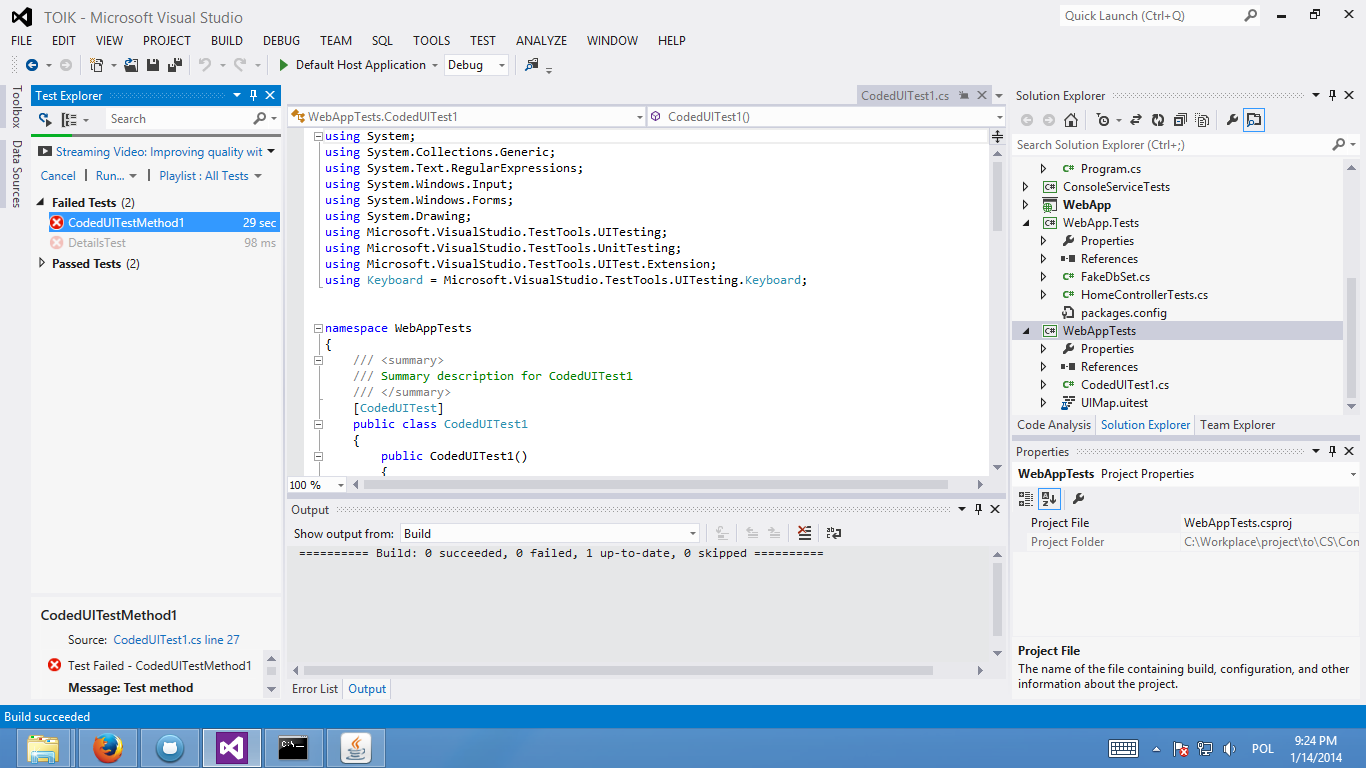 TOIK - Microsoft Visual Studio
Quick Launch (Ctrl+Q)
FILE EDIT VIEW PROJECT BUILD DEBUG TEAM SQL TOOLS TEST ANALYZE WINDOW HELP
Default Host Application Debug
Toolbox
Data Sources
Test Explorer
Search
Streaming Video: Improving quality wit
Cancel | Run... | Playlist : All Tests
Failed Tests (2)
CodedUITestMethod1 29 sec
DetailsTest 98 ms
Passed Tests (2)
CodedUITestMethod1
Source: CodedUITest1.cs line 27
Test Failed - CodedUITestMethod1
Message: Test method
CodedUITest1.cs
WebAppTests.CodedUITest1 CodedUITest1()
using System;
using System.Collections.Generic;
using System.Text.RegularExpressions;
using System.Windows.Input;
using System.Windows.Forms;
using System.Drawing;
using Microsoft.VisualStudio.TestTools.UITesting;
using Microsoft.VisualStudio.TestTools.UnitTesting;
using Microsoft.VisualStudio.TestTools.UITest.Extension;
using Keyboard = Microsoft.VisualStudio.TestTools.UITesting.Keyboard;
namespace WebAppTests
{
/// <summary>
/// Summary description for CodedUITest1
/// </summary>
[CodedUITest]
public class CodedUITest1
{
public CodedUITest1()
{
100 %
Output
Show output from: Build
========== Build: 0 succeeded, 0 failed, 1 up-to-date, 0 skipped ==========
Error List Output
Solution Explorer
Search Solution Explorer (Ctrl+;)
C# Program.cs
C# ConsoleServiceTests
WebApp
C# WebApp.Tests
Properties
References
C# FakeDbSet.cs
C# HomeControllerTests.cs
packages.config
C# WebAppTests
Properties
References
C# CodedUITest1.cs
UIMap.uitest
Code Analysis Solution Explorer Team Explorer
Properties
WebAppTests Project Properties
Project File WebAppTests.csproj
Project Folder C:\Workplace\project\to\CS\Con
Project File
The name of the file containing build, configuration, and other
information about the project.
Build succeeded
POL
9:24 PM
1/14/2014